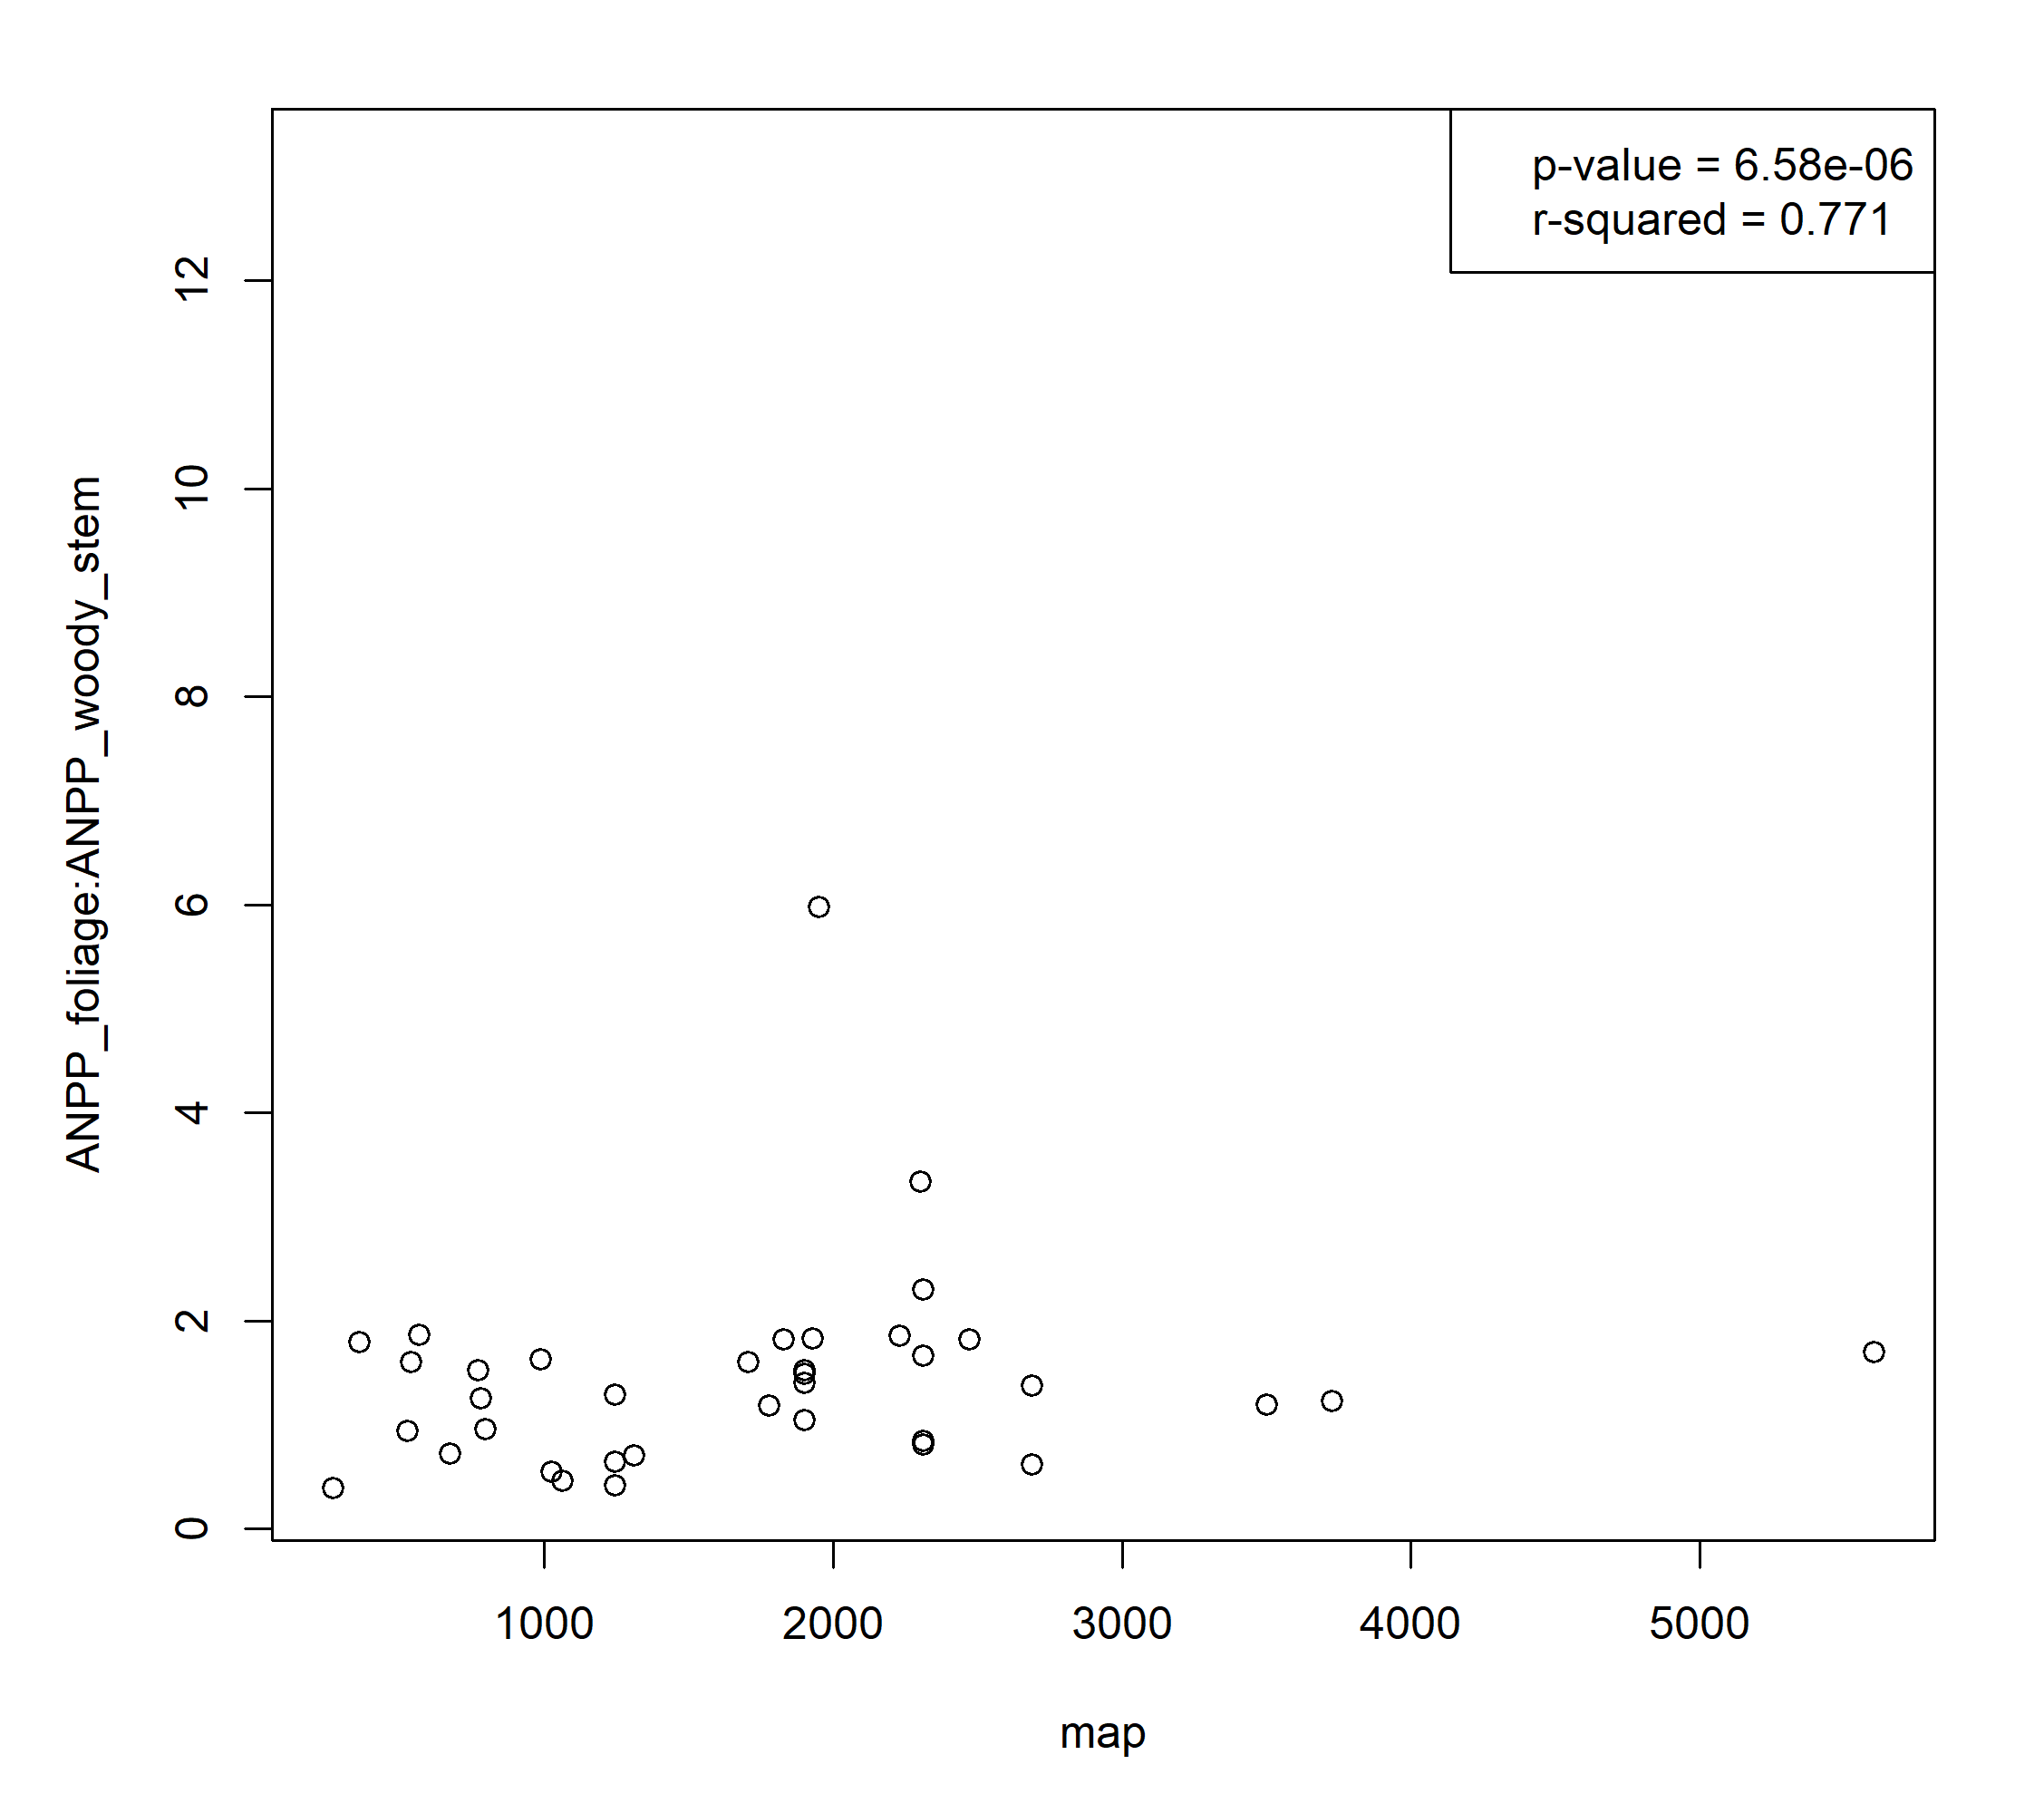 p-value = 6.58e-06
r-squared = 0.771
12
10
8
6
4
2
0
ANPP_foliage:ANPP_woody_stem
1000 2000 3000 4000 5000
map